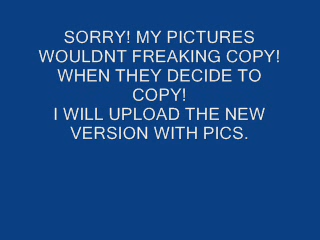 SORRY! MY PICTURES
WOULDNT FREAKING COPY!
WHEN THEY DECIDE TO
COPY!
I WILL UPLOAD THE NEW
VERSION WITH PICS.